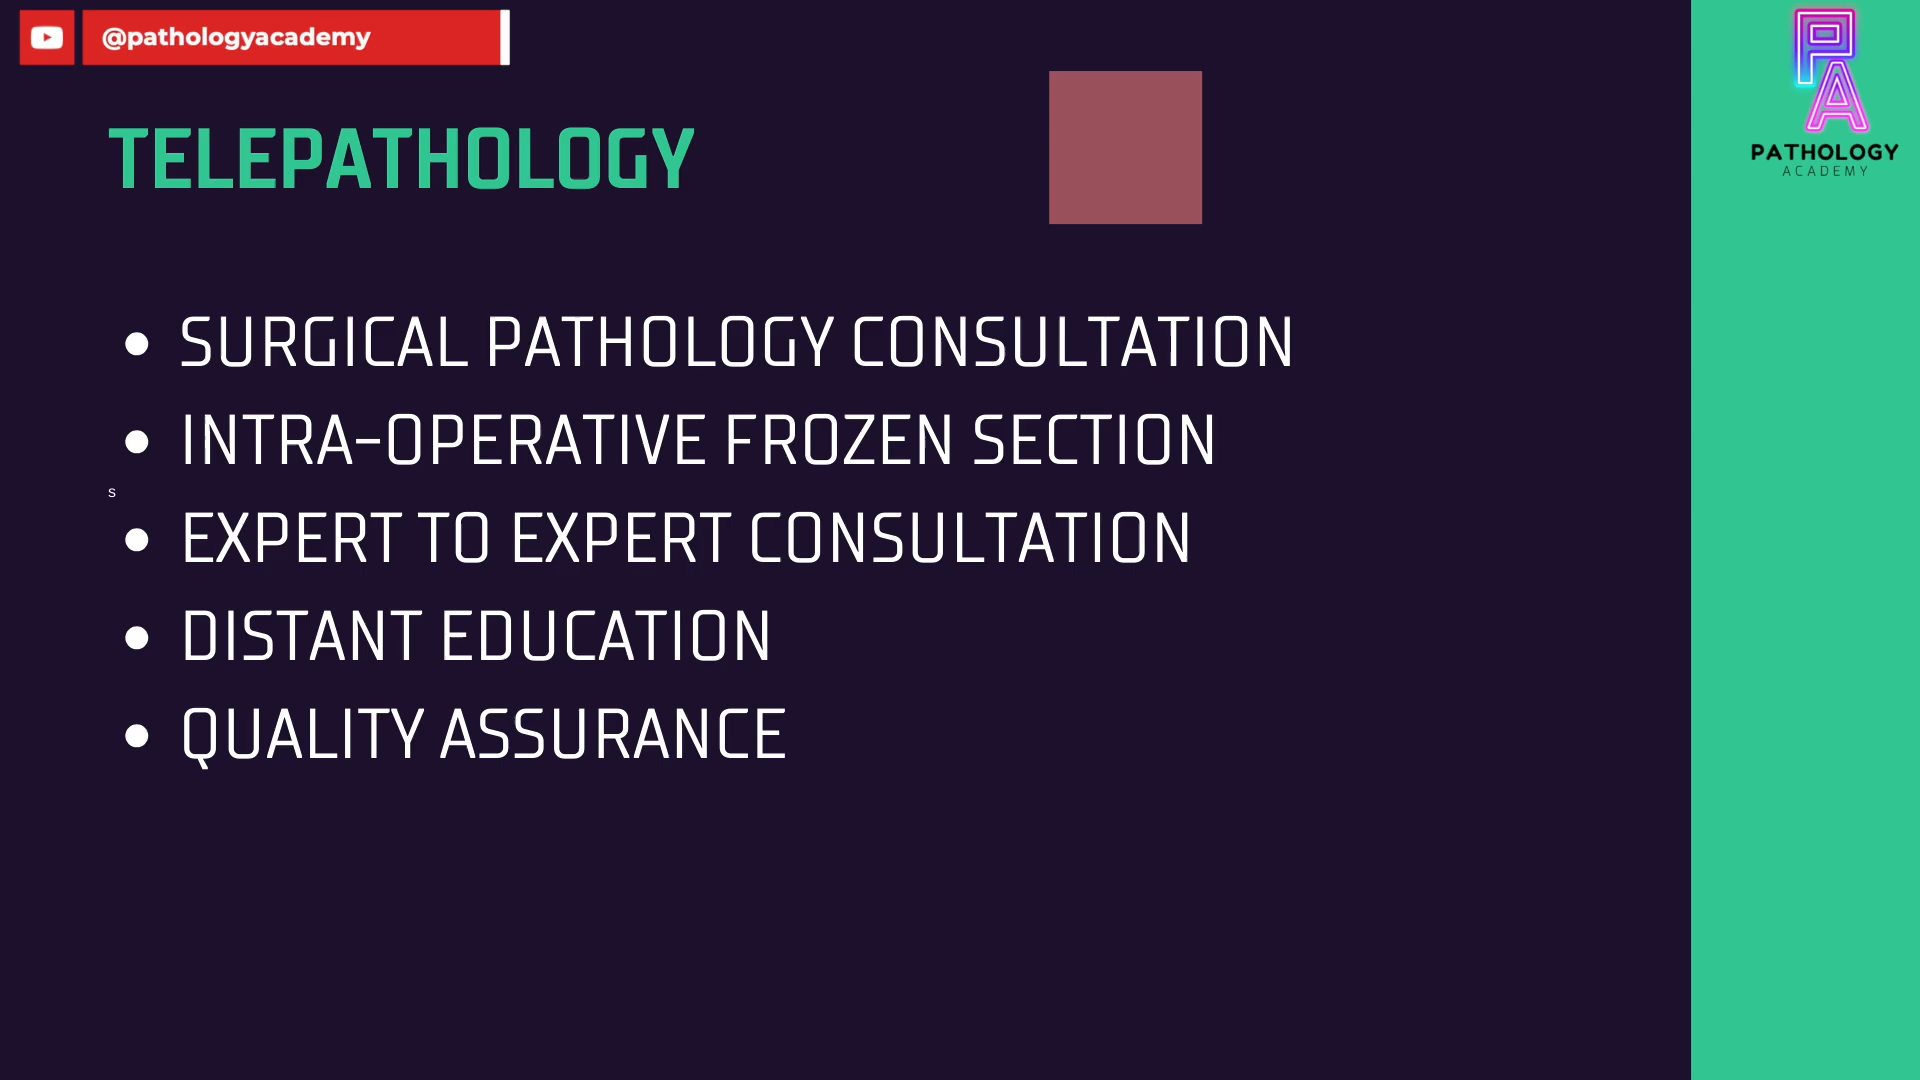 @pathologyacademy
PA
PATHOLOGY
ACADEMY
TELEPATHOLOGY
• SURGICAL PATHOLOGY CONSULTATION
• INTRA-OPERATIVE FROZEN SECTION
s
• EXPERT TO EXPERT CONSULTATION
• DISTANT EDUCATION
• QUALITY ASSURANCE